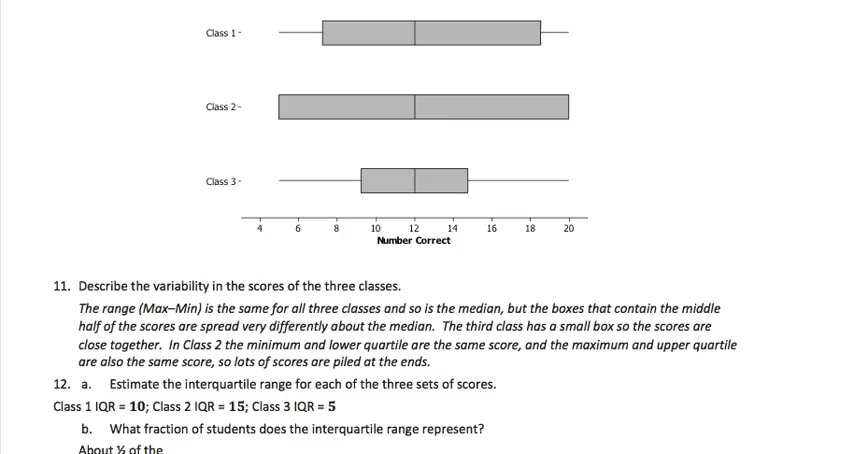 Class 1 -
Class 2 -
Class 3 -
4 6 8 10 12 14 16 18 20
Number Correct
11. Describe the variability in the scores of the three classes.
The range (Max–Min) is the same for all three classes and so is the median, but the boxes that contain the middle
half of the scores are spread very differently about the median. The third class has a small box so the scores are
close together. In Class 2 the minimum and lower quartile are the same score, and the maximum and upper quartile
are also the same score, so lots of scores are piled at the ends.
12. a. Estimate the interquartile range for each of the three sets of scores.
Class 1 IQR = 10; Class 2 IQR = 15; Class 3 IQR = 5
b. What fraction of students does the interquartile range represent?
About ½ of the